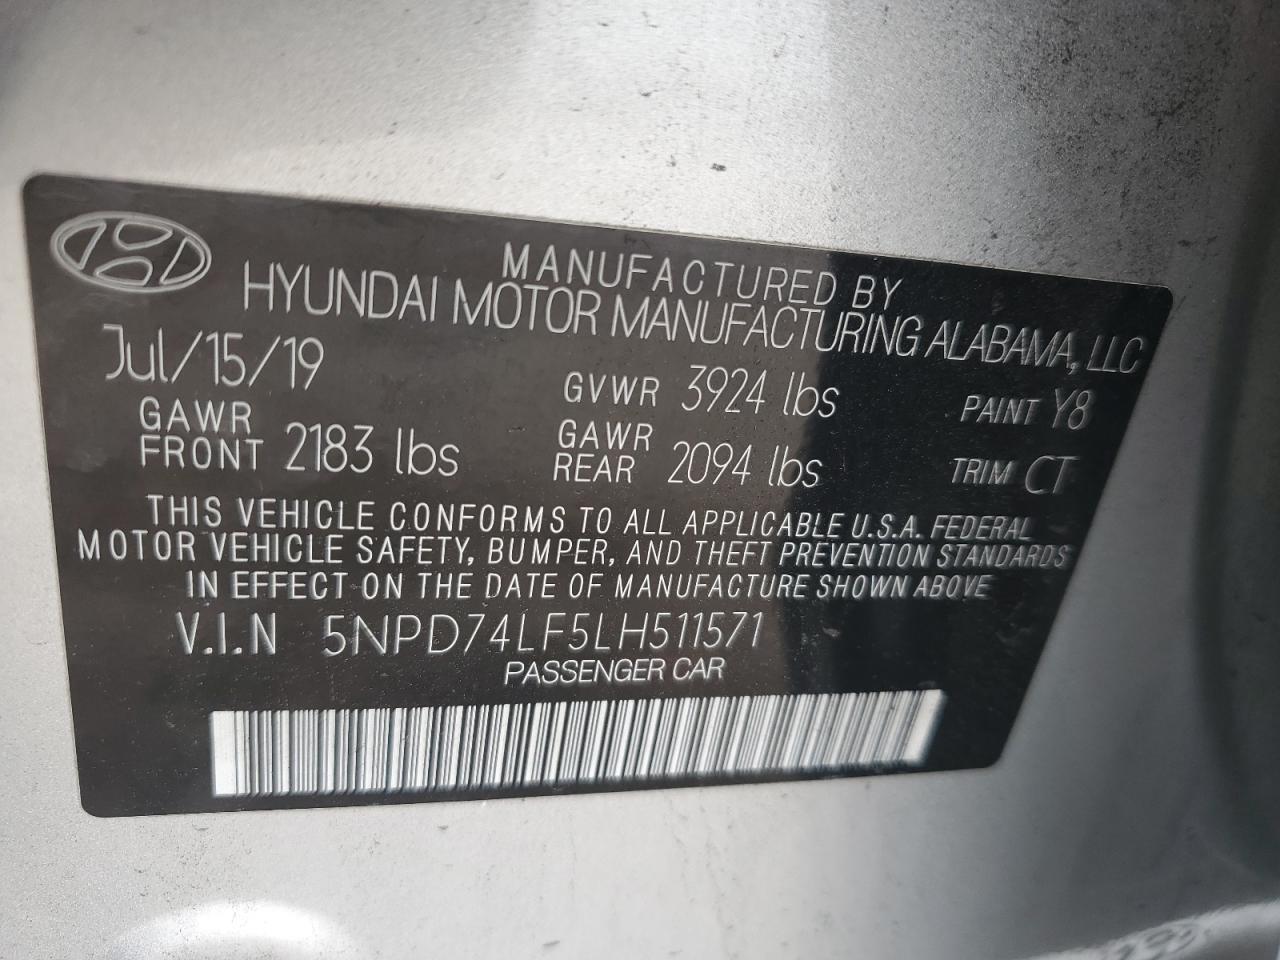 MANUFACTURED BY
HYUNDAI MOTOR MANUFACTURING ALABAMA, LLC
Jul/15/19 GVWR 3924 lbs PAINT Y8
GAWR FRONT 2183 lbs GAWR REAR 2094 lbs TRIM CT
THIS VEHICLE CONFORMS TO ALL APPLICABLE U.S.A. FEDERAL
MOTOR VEHICLE SAFETY, BUMPER, AND THEFT PREVENTION STANDARDS
IN EFFECT ON THE DATE OF MANUFACTURE SHOWN ABOVE
V.I.N 5NPD74LF5LH511571
PASSENGER CAR